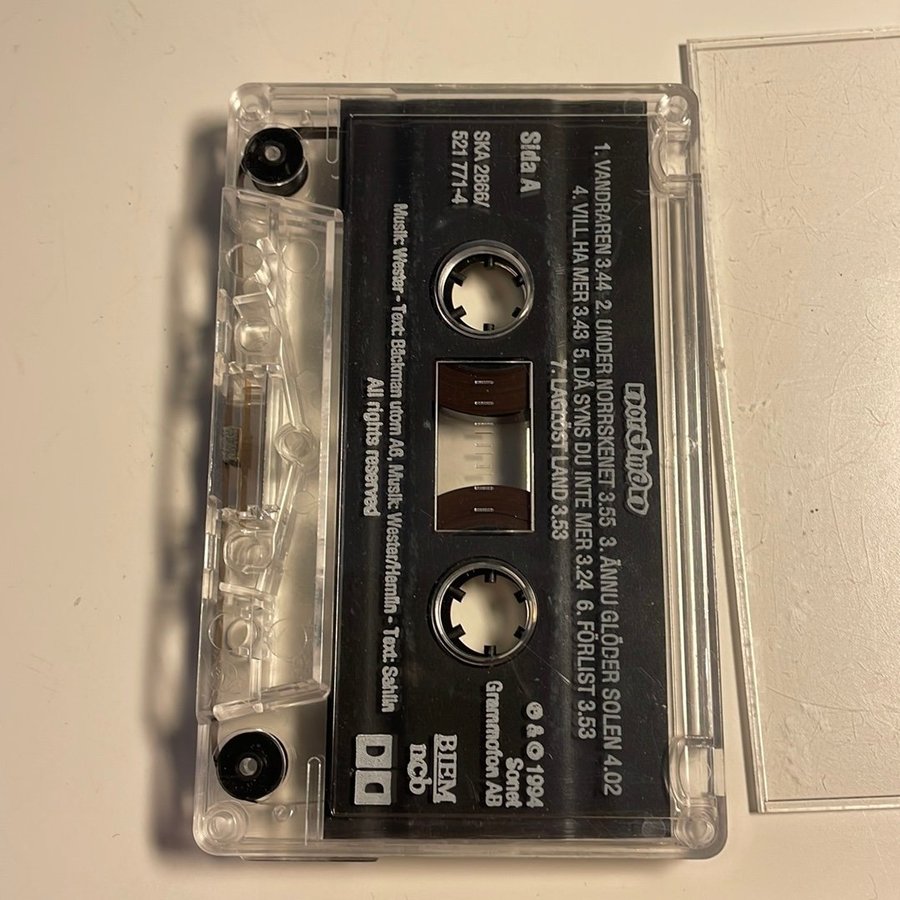 nordman
1. VANDRAREN 3.44 2. UNDER NORRSKENET 3.55 3. ÄNNU GLÖDER SOLEN 4.02
4. VILL HA MER 3.43 5. DÅ SYNS DU INTE MER 3.24 6. FÖRLIST 3.53
7. LAGLÖST LAND 3.53
Sida A
SKA 2866/
521 771-4
℗ & © 1994
Sonet
Grammofon AB
BIEM
ncb
Musik: Wester - Text: Bäckman utom A6, Musik: Wester/Hemlin - Text: Sahlin
All rights reserved